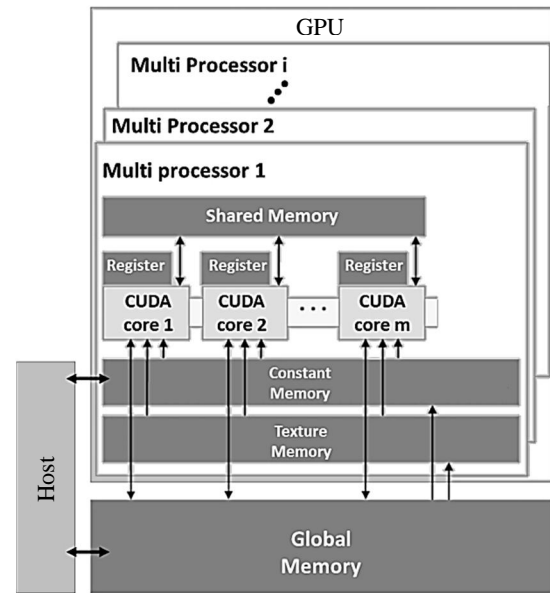 GPU
Multi Processor i
Multi Processor 2
Multi processor 1
Shared Memory
Register
Register
Register
CUDA
core 1
CUDA
core 2
...
CUDA
core m
Constant
Memory
Texture
Memory
Host
Global
Memory